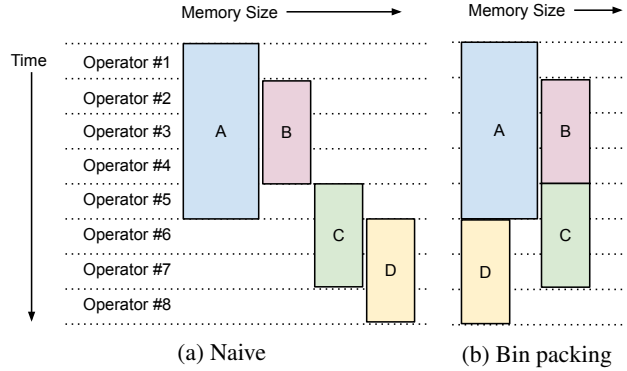 Memory Size
Memory Size
Time
Operator #1
Operator #2
Operator #3
Operator #4
Operator #5
Operator #6
Operator #7
Operator #8
A
B
C
D
A
B
C
D
(a) Naive
(b) Bin packing